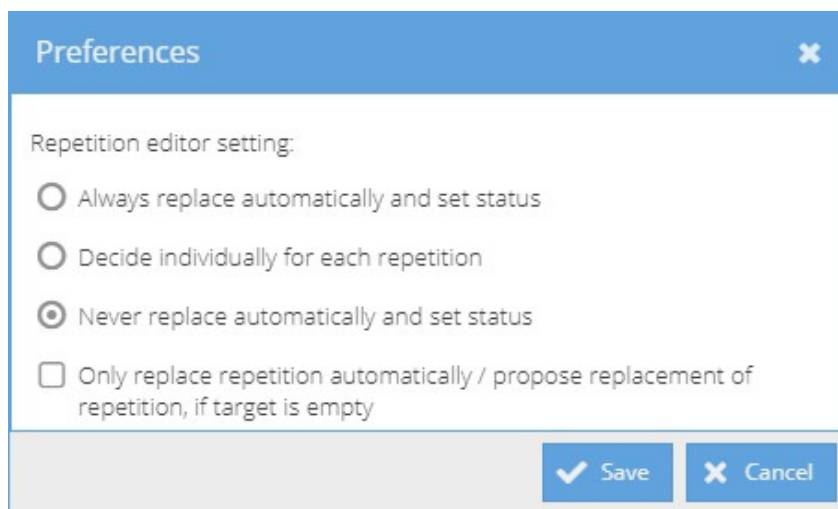 Preferences
Repetition editor setting:
Always replace automatically and set status
Decide individually for each repetition
Never replace automatically and set status
Only replace repetition automatically / propose replacement of
repetition, if target is empty
Save
Cancel